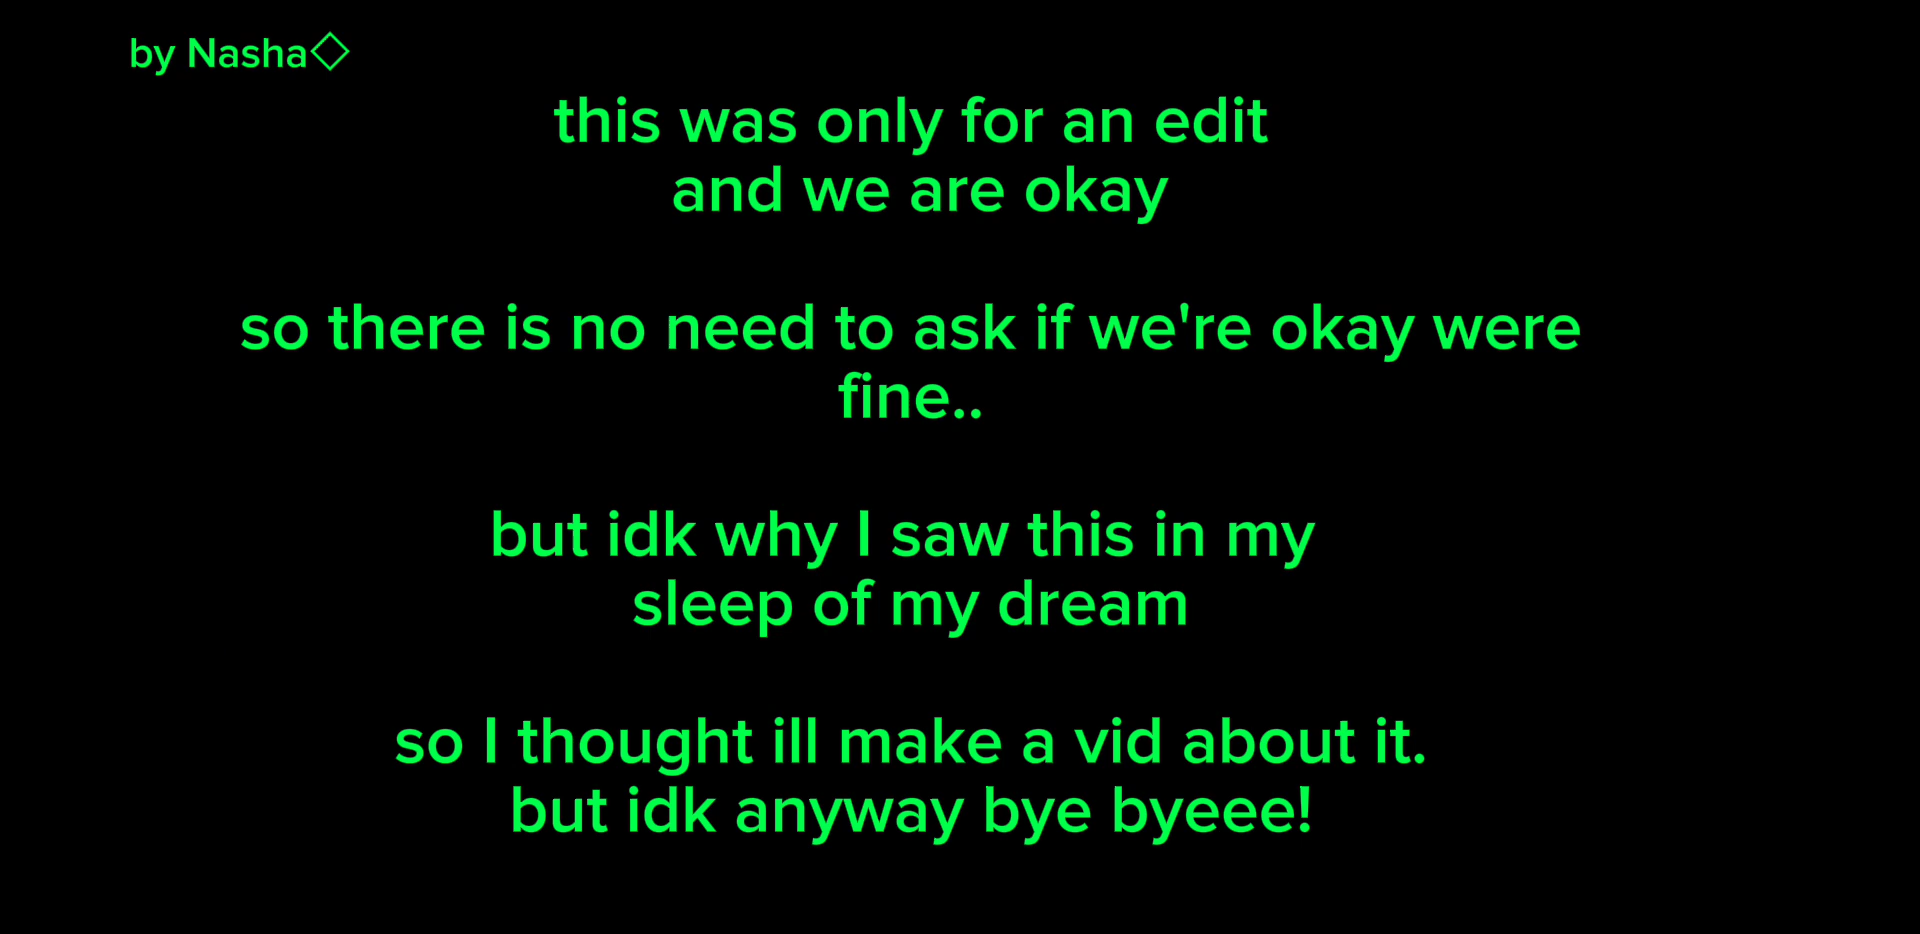 by Nasha◇
this was only for an edit
and we are okay
so there is no need to ask if we're okay were
fine..
but idk why I saw this in my
sleep of my dream
so I thought ill make a vid about it.
but idk anyway bye byeee!